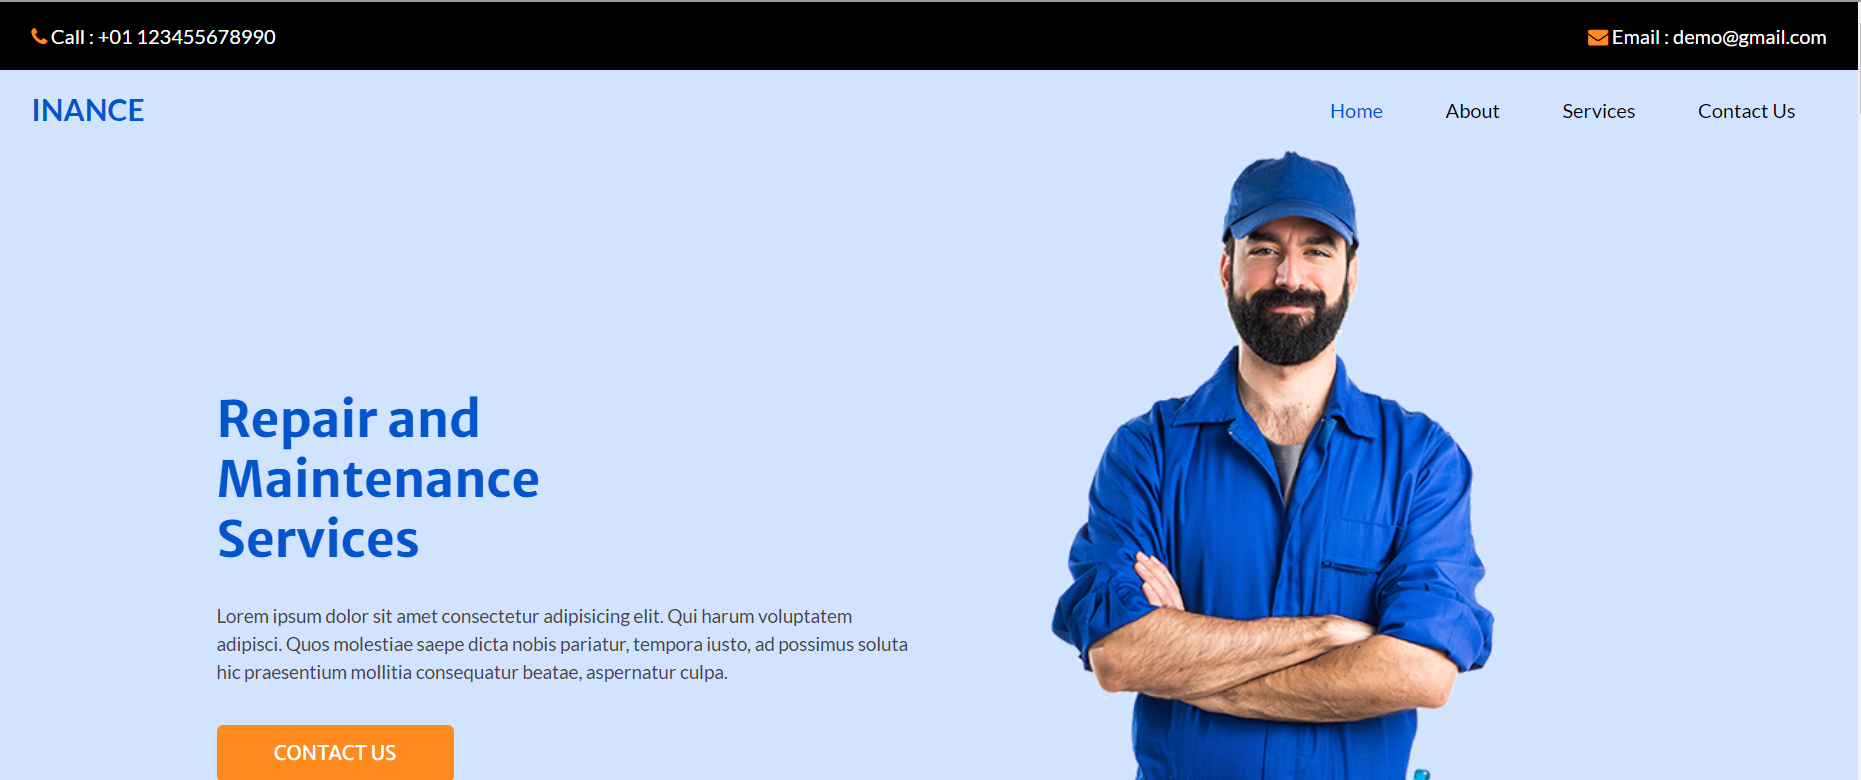 Call : +01 123455678990
Email : demo@gmail.com
INANCE
Home
About
Services
Contact Us
Repair and
Maintenance
Services
Lorem ipsum dolor sit amet consectetur adipisicing elit. Qui harum voluptatem
adipisci. Quos molestiae saepe dicta nobis pariatur, tempora iusto, ad possimus soluta
hic praesentium mollitia consequatur beatae, aspernatur culpa.
CONTACT US